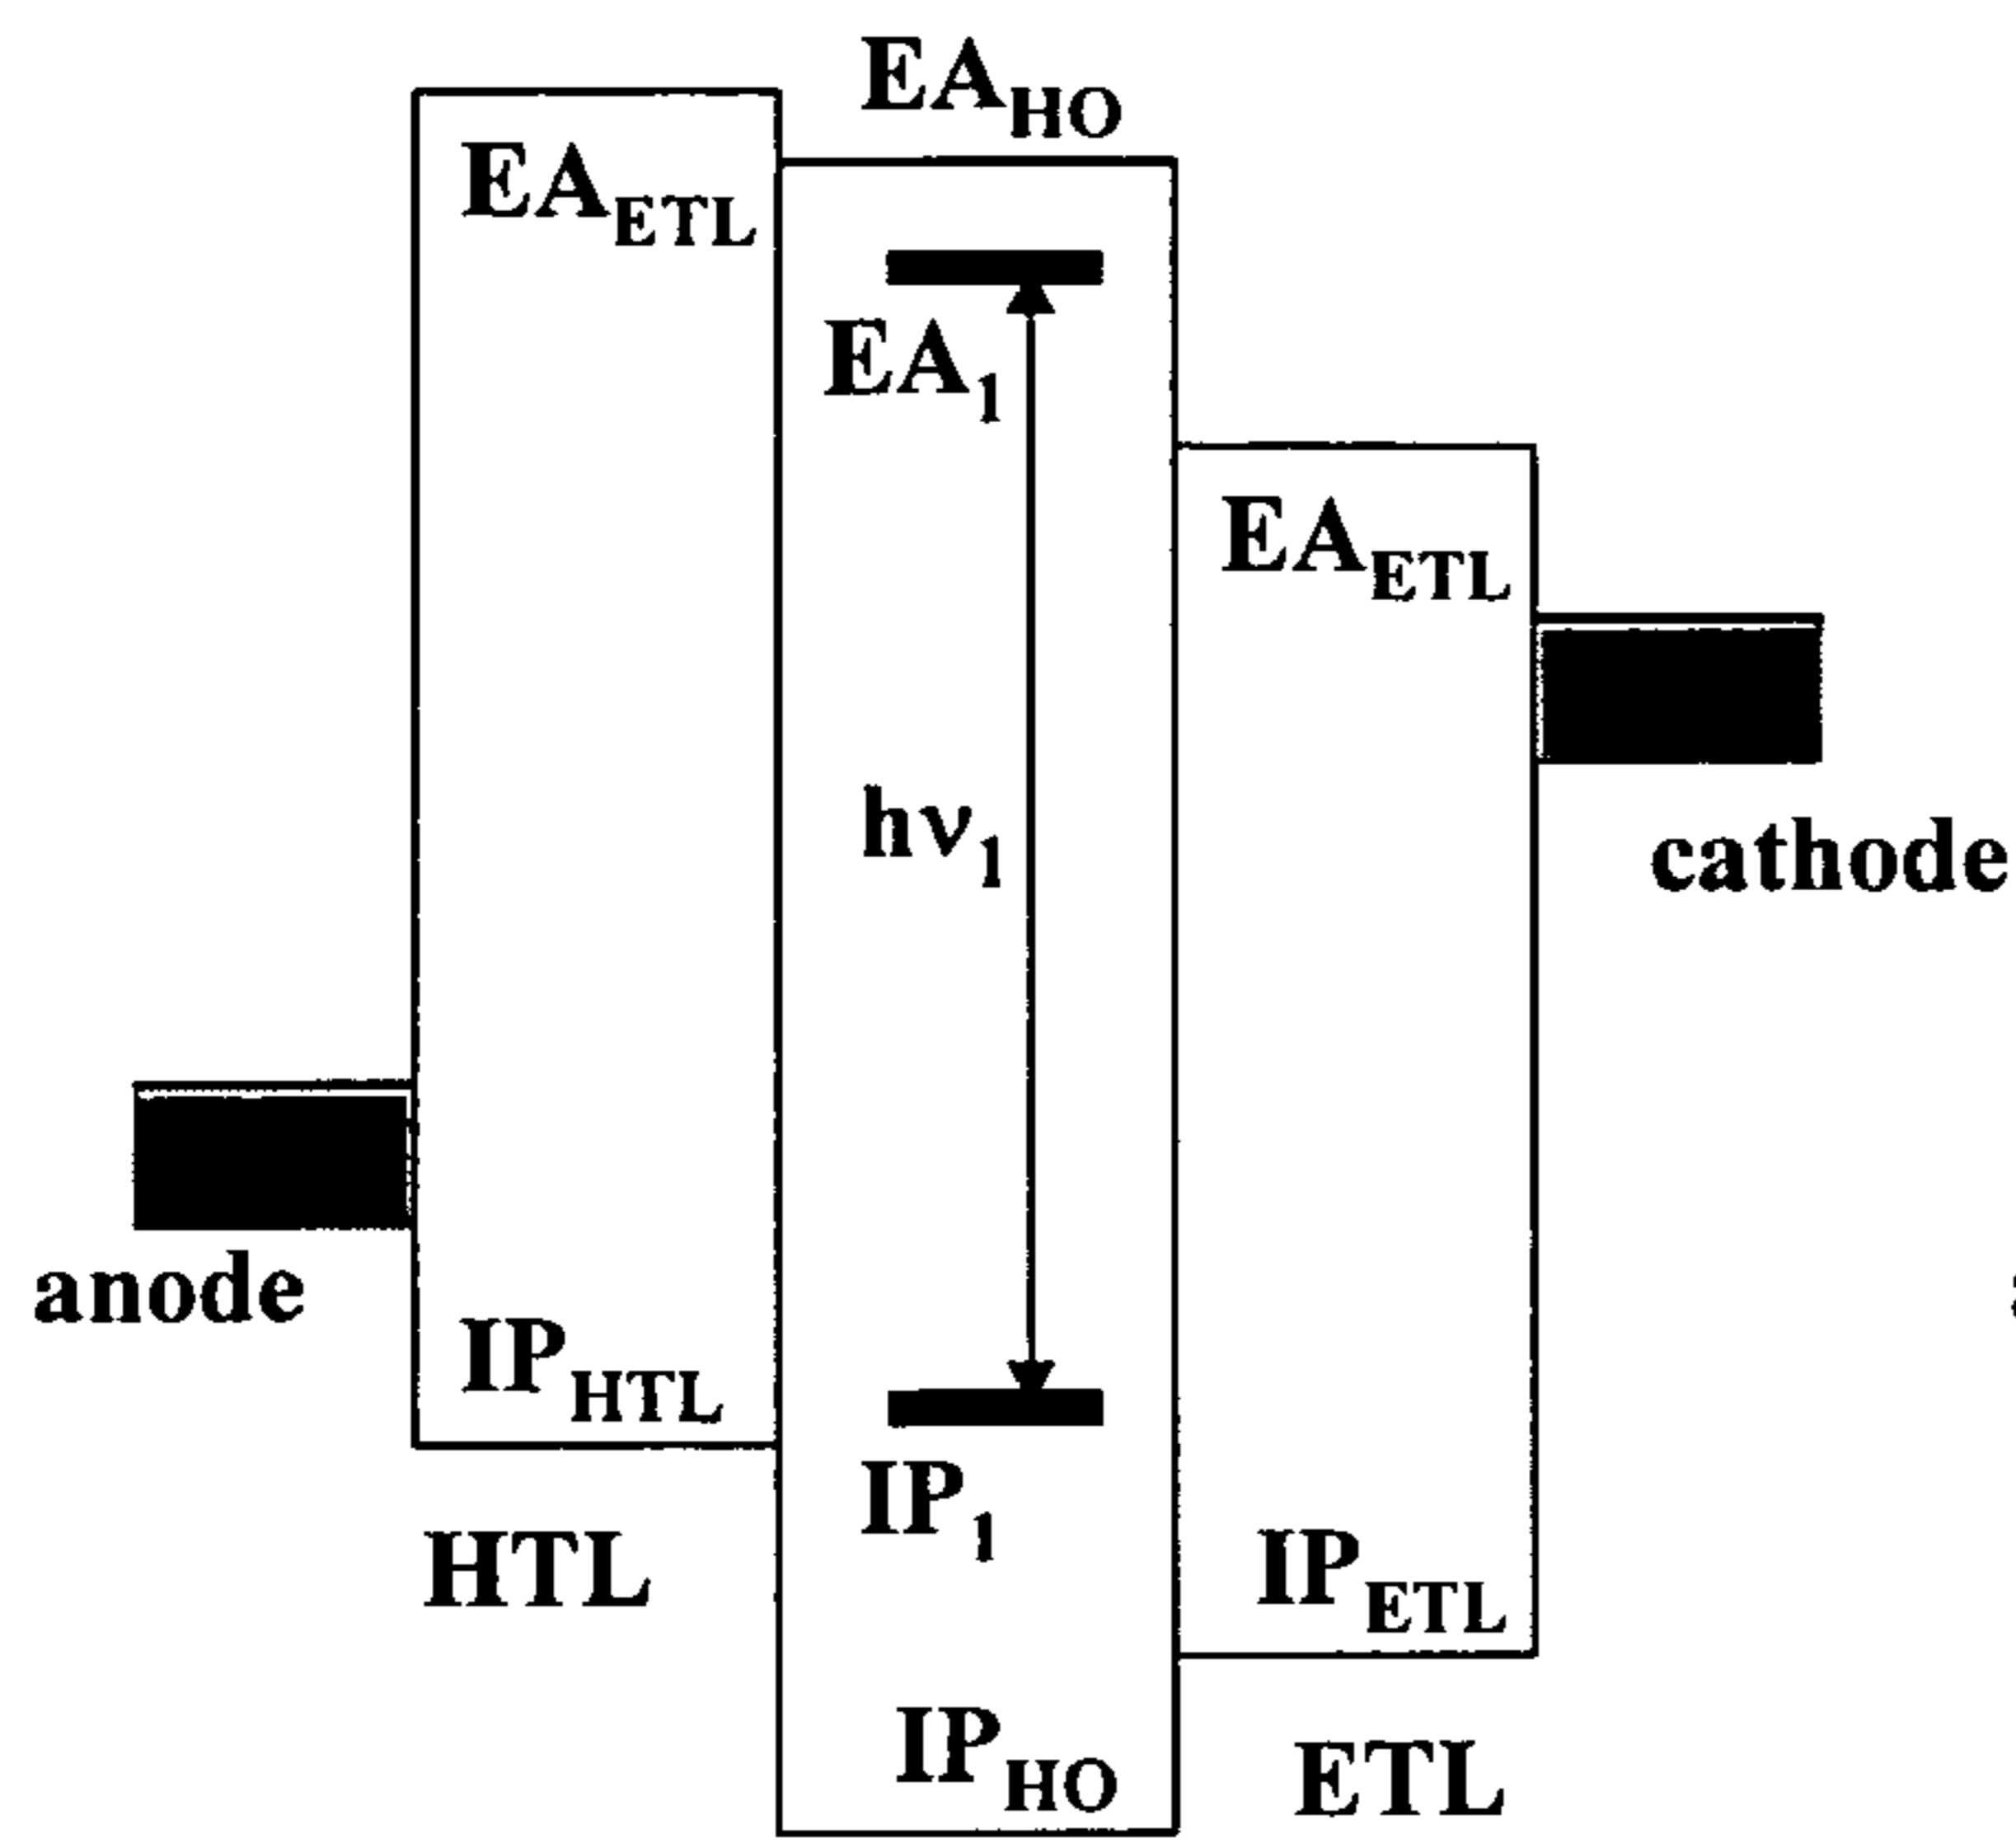 EA_HO
EA_ETL
EA_1
EA_ETL
hν_1
cathode
anode
IP_HTL
IP_1
HTL
IP_ETL
IP_HO
ETL